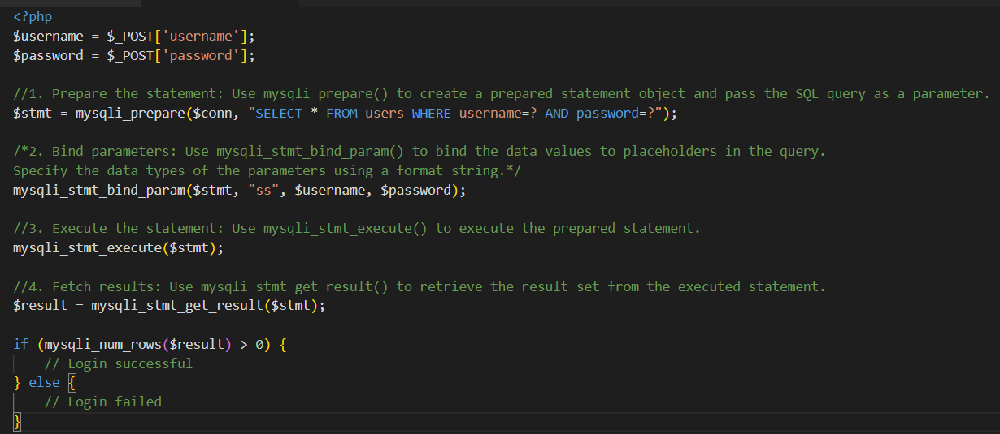 <?php
$username = $_POST['username'];
$password = $_POST['password'];
//1. Prepare the statement: Use mysqli_prepare() to create a prepared statement object and pass the SQL query as a parameter.
$stmt = mysqli_prepare($conn, "SELECT * FROM users WHERE username=? AND password=?");
/*2. Bind parameters: Use mysqli_stmt_bind_param() to bind the data values to placeholders in the query.
Specify the data types of the parameters using a format string.*/
mysqli_stmt_bind_param($stmt, "ss", $username, $password);
//3. Execute the statement: Use mysqli_stmt_execute() to execute the prepared statement.
mysqli_stmt_execute($stmt);
//4. Fetch results: Use mysqli_stmt_get_result() to retrieve the result set from the executed statement.
$result = mysqli_stmt_get_result($stmt);
if (mysqli_num_rows($result) > 0) {
    // Login successful
} else {
    // Login failed
}